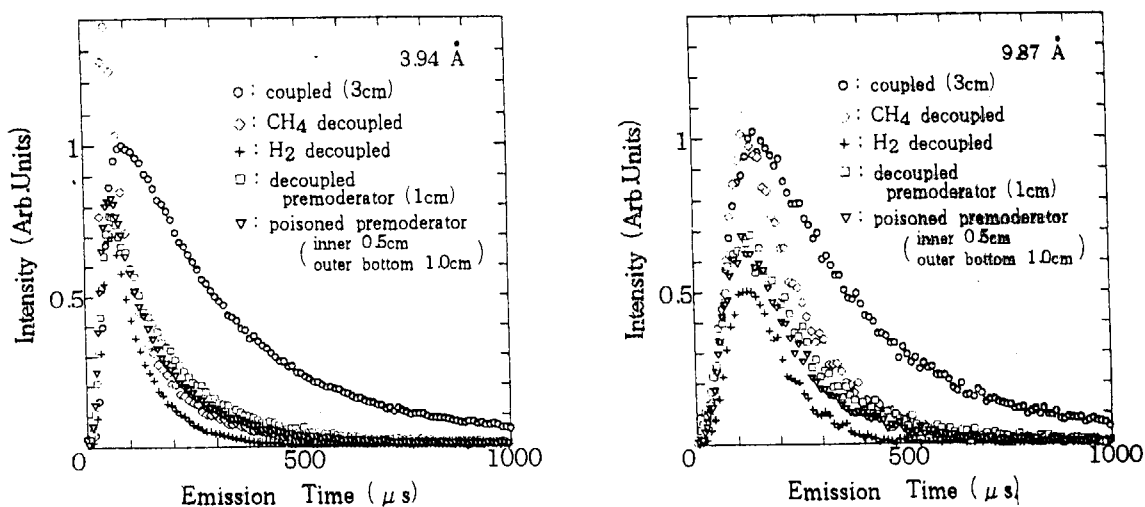 3.94 Å
○ : coupled (3cm)
◇ : CH4 decoupled
+ : H2 decoupled
□ : decoupled
premoderator (1cm)
▽ : poisoned premoderator
( inner 0.5cm
outer bottom 1.0cm )
Intensity (Arb.Units)
1
0.5
0
500
1000
Emission Time (μs)
9.87 Å
○ : coupled (3cm)
◇ : CH4 decoupled
+ : H2 decoupled
□ : decoupled
premoderator (1cm)
▽ : poisoned premoderator
( inner 0.5cm
outer bottom 1.0cm )
Intensity (Arb.Units)
1
0.5
0
500
1000
Emission Time (μs)